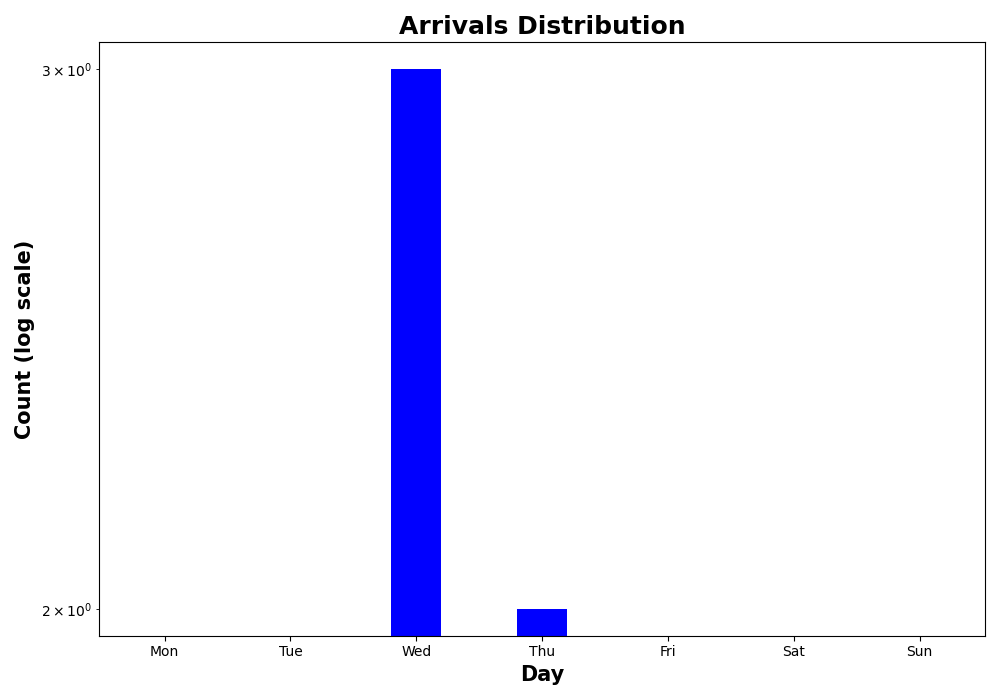 Arrivals Distribution
3 × 10⁰
2 × 10⁰
Count (log scale)
Mon Tue Wed Thu Fri Sat Sun
Day